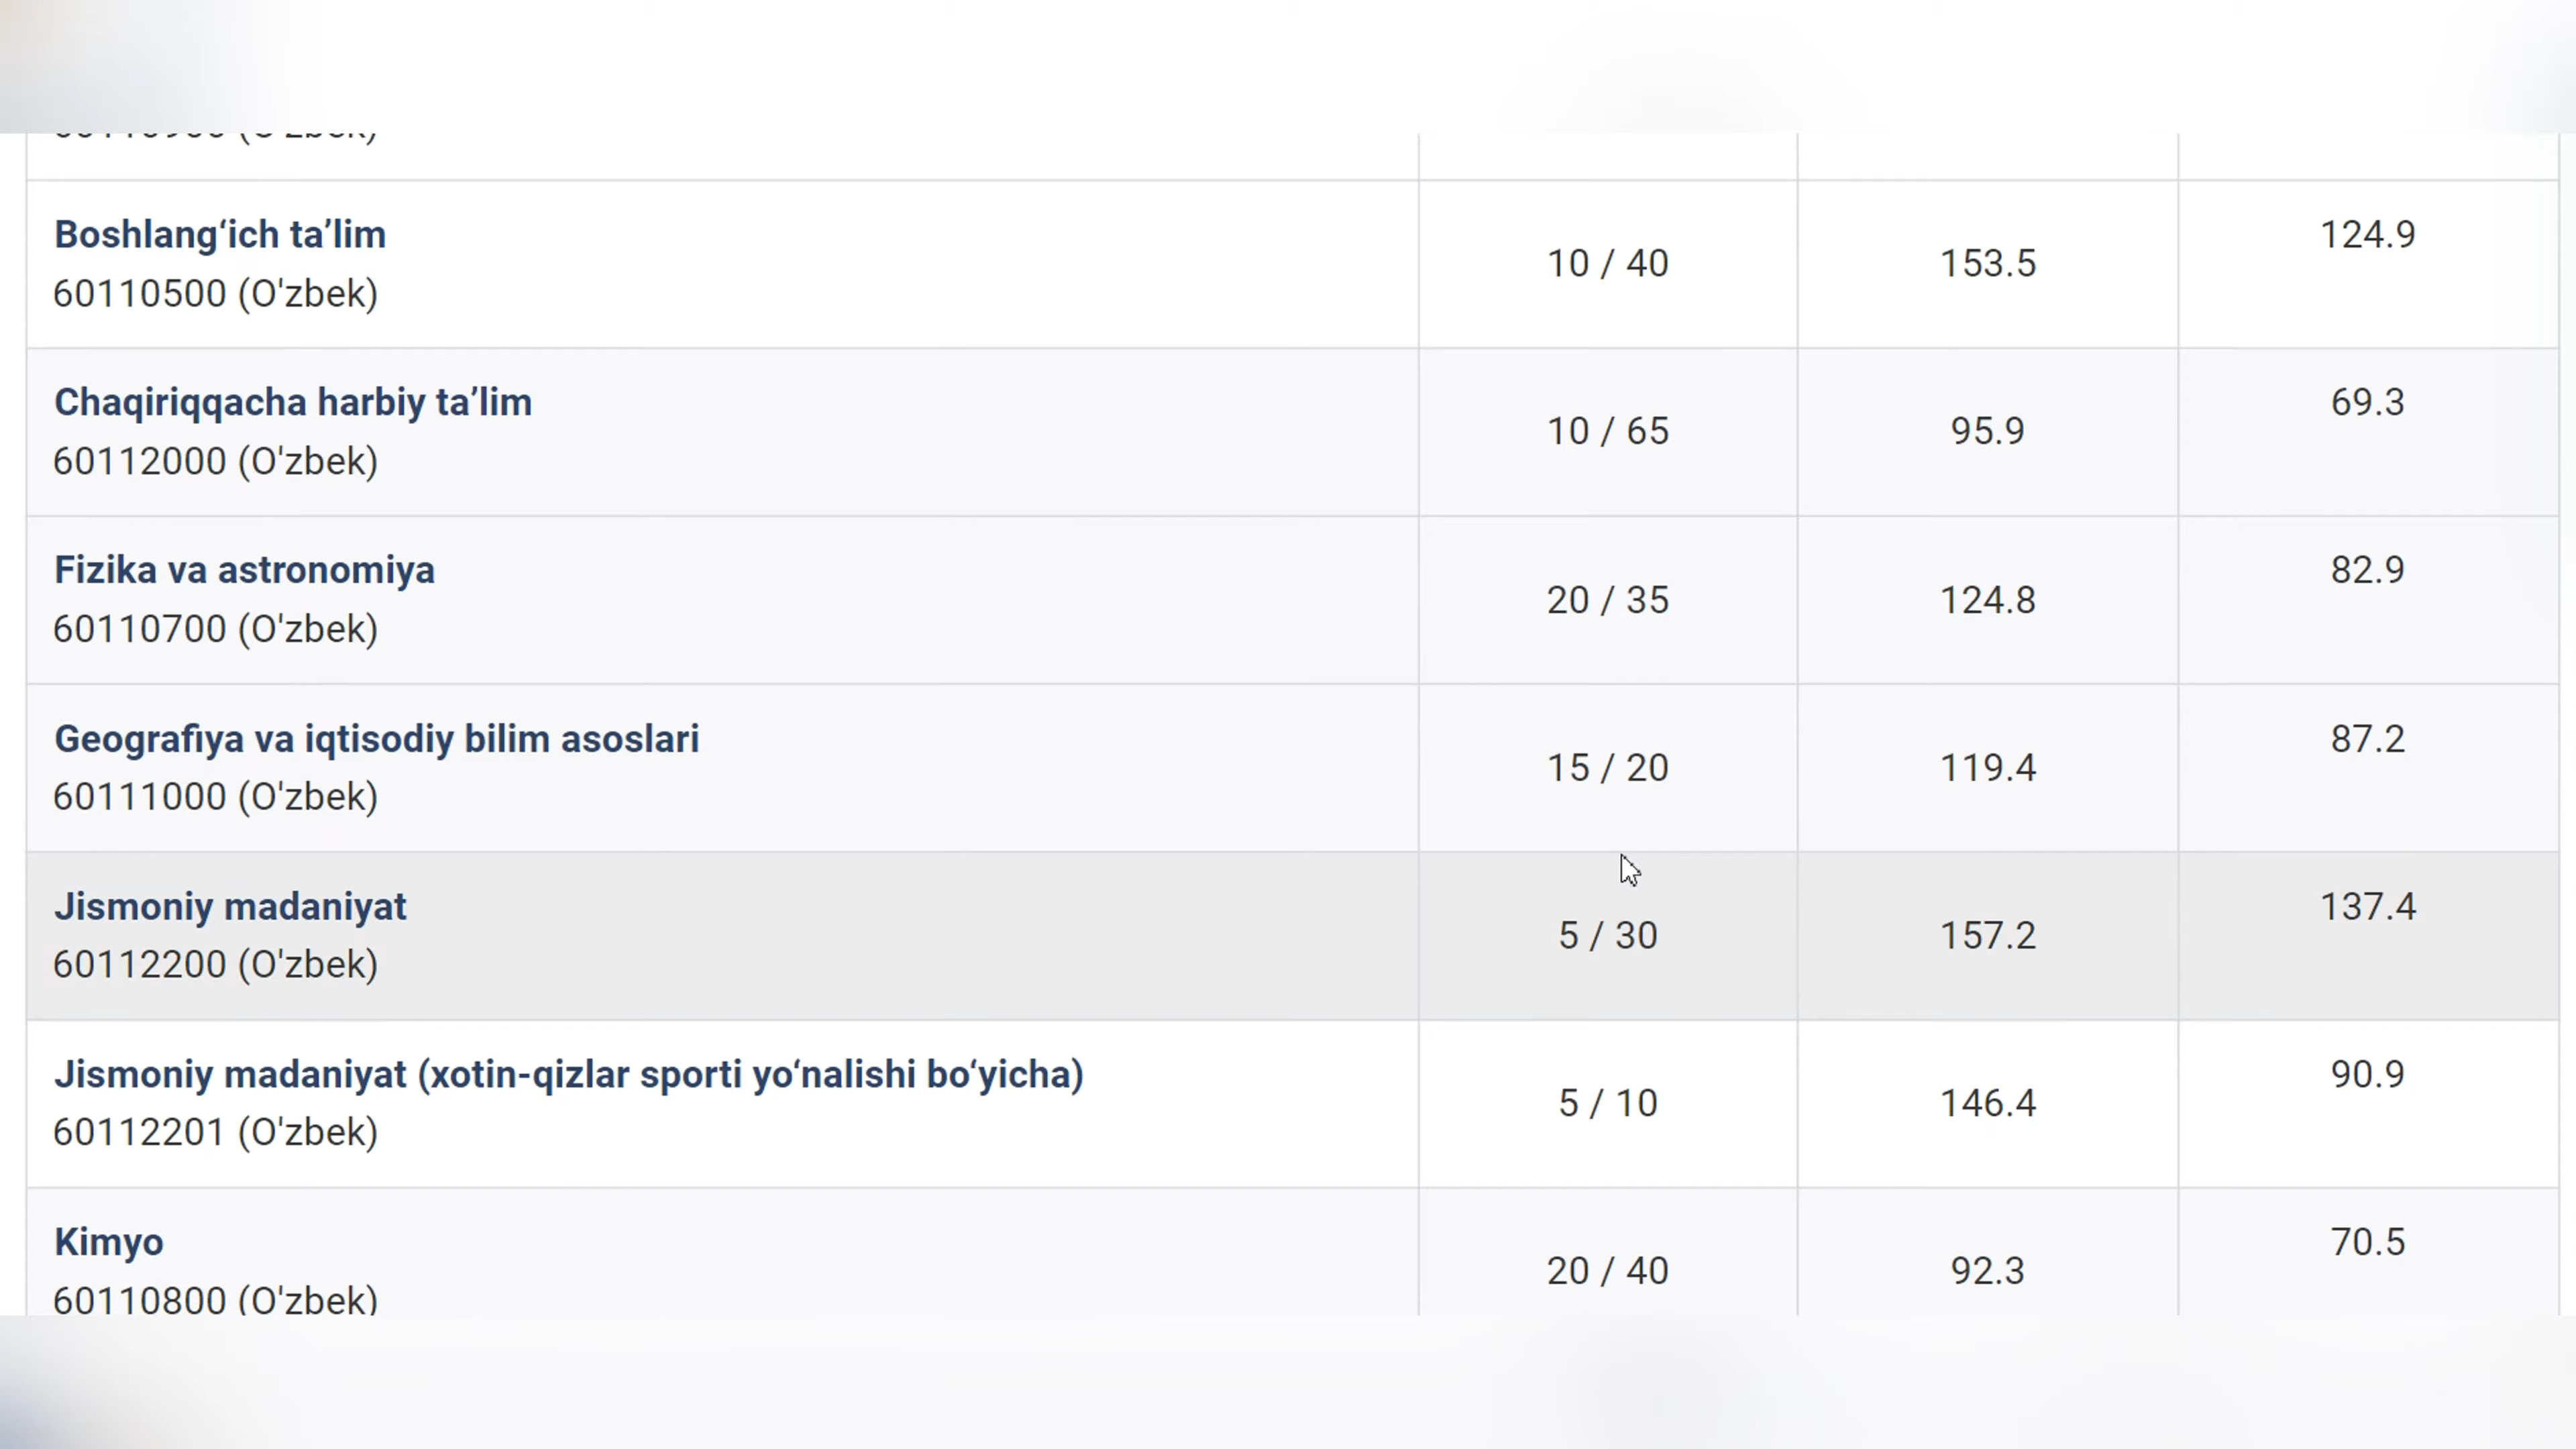 (O'zbek)
Boshlang‘ich ta’lim
60110500 (O'zbek)
10 / 40
153.5
124.9
Chaqiriqqacha harbiy ta’lim
60112000 (O'zbek)
10 / 65
95.9
69.3
Fizika va astronomiya
60110700 (O'zbek)
20 / 35
124.8
82.9
Geografiya va iqtisodiy bilim asoslari
60111000 (O'zbek)
15 / 20
119.4
87.2
Jismoniy madaniyat
60112200 (O'zbek)
5 / 30
157.2
137.4
Jismoniy madaniyat (xotin-qizlar sporti yo‘nalishi bo‘yicha)
60112201 (O'zbek)
5 / 10
146.4
90.9
Kimyo
60110800 (O'zbek)
20 / 40
92.3
70.5